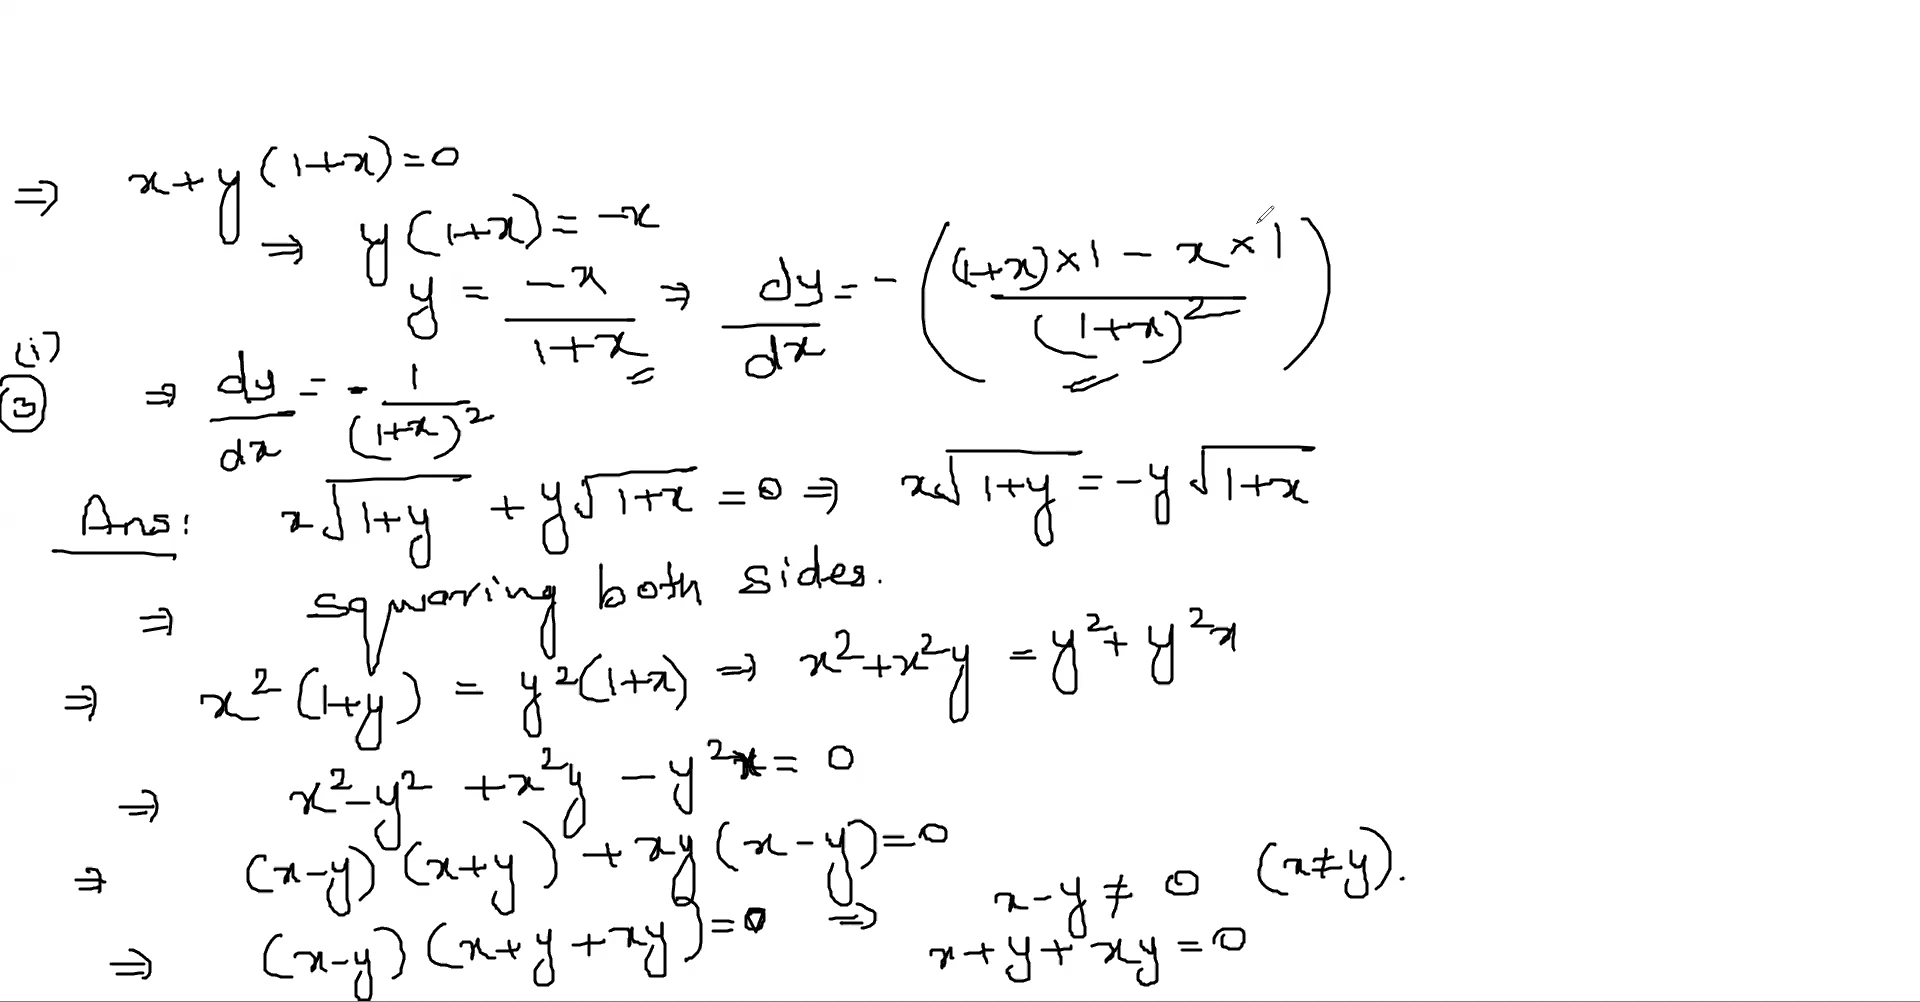 ⇒ x+y(1+x)=0
⇒ y(1+x)=-x
y = -x/(1+x) ⇒ dy/dx = -(((1+x)×1 - x×1)/(1+x)²)
(i)
③ ⇒ dy/dx = -1/(1+x)²
Ans: x√(1+y) + y√(1+x) = 0 ⇒ x√(1+y) = -y√(1+x)
⇒ squaring both sides.
⇒ x²(1+y) = y²(1+x) ⇒ x²+x²y = y²+y²x
⇒ x²-y²+x²y-y²x=0
⇒ (x-y)(x+y)+xy(x-y)=0
x-y≠0 (x≠y).
⇒ (x-y)(x+y+xy)=0 ⇒ x+y+xy=0